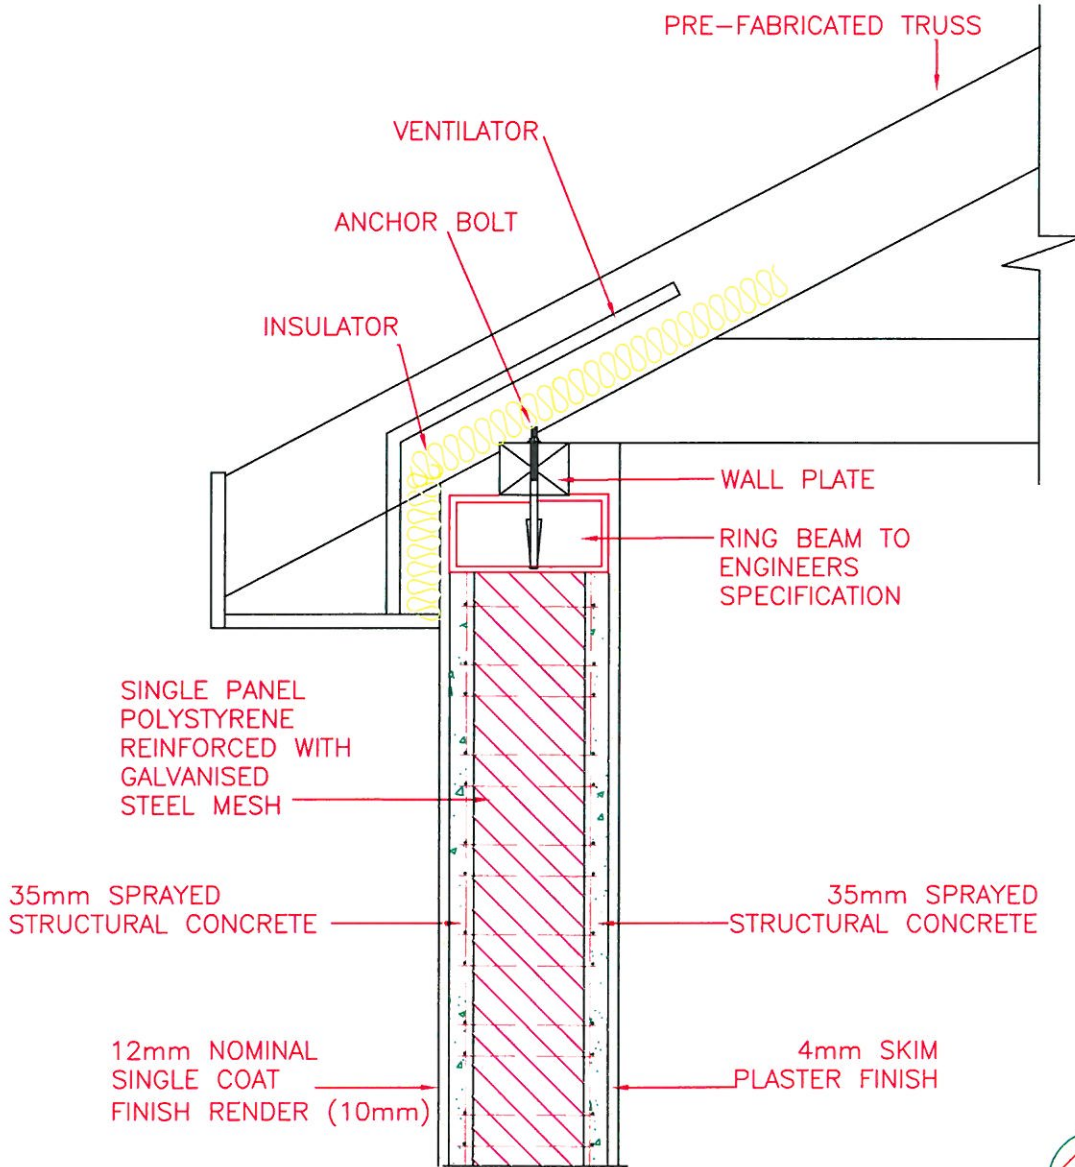 PRE-FABRICATED TRUSS
VENTILATOR
ANCHOR BOLT
INSULATOR
WALL PLATE
RING BEAM TO
ENGINEERS
SPECIFICATION
SINGLE PANEL
POLYSTYRENE
REINFORCED WITH
GALVANISED
STEEL MESH
35mm SPRAYED
STRUCTURAL CONCRETE
35mm SPRAYED
STRUCTURAL CONCRETE
12mm NOMINAL
SINGLE COAT
FINISH RENDER (10mm)
4mm SKIM
PLASTER FINISH